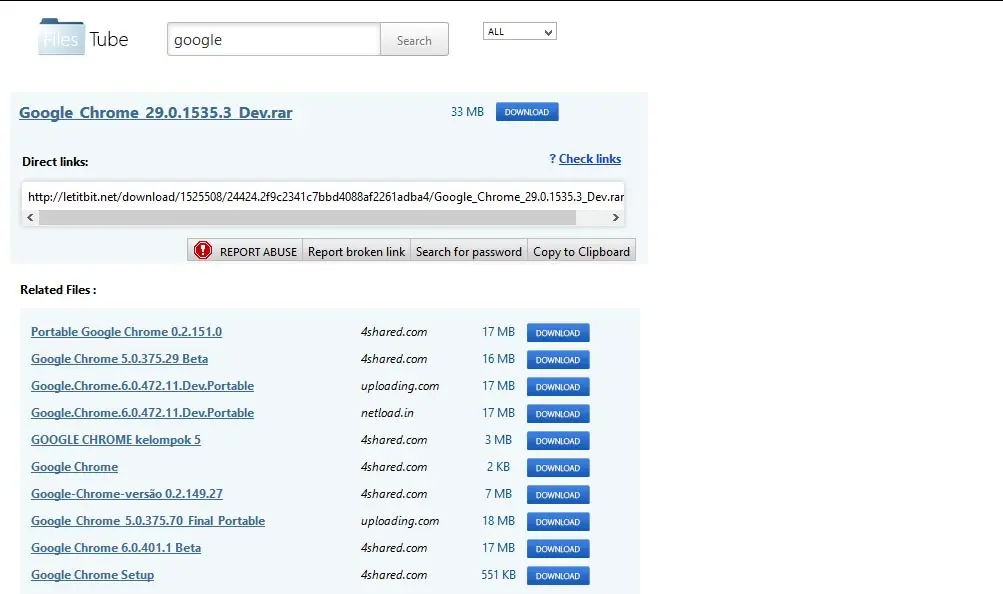 Files Tube google Search ALL
Google Chrome 29.0.1535.3 Dev.rar 33 MB DOWNLOAD
Direct links: ? Check links
http://letitbit.net/download/1525508/24424.2f9c2341c7bbd4088af2261adba4/Google_Chrome_29.0.1535.3_Dev.rar
REPORT ABUSE Report broken link Search for password Copy to Clipboard
Related Files :
Portable Google Chrome 0.2.151.0 4shared.com 17 MB DOWNLOAD
Google Chrome 5.0.375.29 Beta 4shared.com 16 MB DOWNLOAD
Google.Chrome.6.0.472.11.Dev.Portable uploading.com 17 MB DOWNLOAD
Google.Chrome.6.0.472.11.Dev.Portable netload.in 17 MB DOWNLOAD
GOOGLE CHROME kelompok 5 4shared.com 3 MB DOWNLOAD
Google Chrome 4shared.com 2 KB DOWNLOAD
Google-Chrome-versão 0.2.149.27 4shared.com 7 MB DOWNLOAD
Google_Chrome_5.0.375.70_Final_Portable uploading.com 18 MB DOWNLOAD
Google Chrome 6.0.401.1 Beta 4shared.com 17 MB DOWNLOAD
Google Chrome Setup 4shared.com 551 KB DOWNLOAD